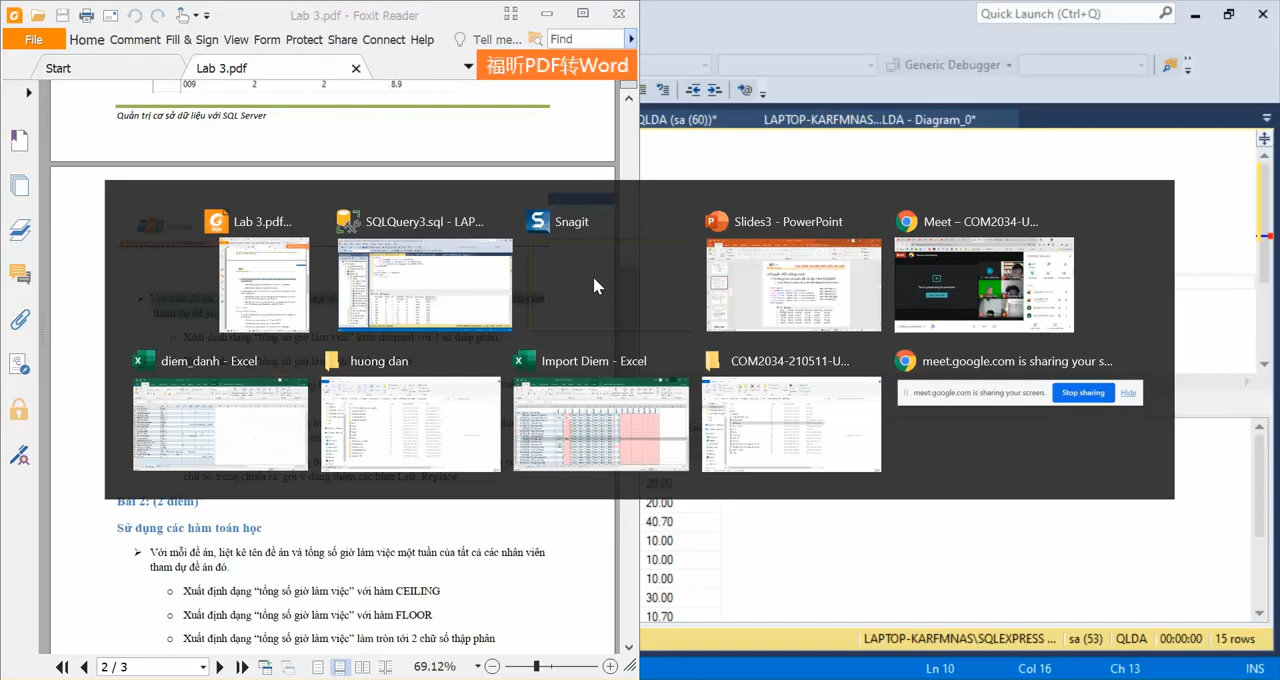 Lab 3.pdf - Foxit Reader
Quick Launch (Ctrl+Q)
File Home Comment Fill & Sign View Form Protect Share Connect Help Tell me... Find
Start
Lab 3.pdf
福昕PDF转Word
Generic Debugger
009 2 2 8.9
Quản trị cơ sở dữ liệu với SQL Server
QLDA (sa (60))*
LAPTOP-KARFMNAS...LDA - Diagram_0*
Lab 3.pdf...
SQLQuery3.sql - LAP...
Snagit
Slides3 - PowerPoint
Meet – COM2034-U...
diem_danh - Excel
huong dan
Import Diem - Excel
COM2034-210511-U...
meet.google.com is sharing your s...
meet.google.com is sharing your screen.
Stop sharing
Hide
Bài 2: (2 điểm)
Sử dụng các hàm toán học
➢ Với mỗi đề án, liệt kê tên đề án và tổng số giờ làm việc một tuần của tất cả các nhân viên
tham dự đề án đó.
o Xuất định dạng “tổng số giờ làm việc” với hàm CEILING
o Xuất định dạng “tổng số giờ làm việc” với hàm FLOOR
o Xuất định dạng “tổng số giờ làm việc” làm tròn tới 2 chữ số thập phân
20.00
20.00
40.70
10.00
10.00
10.00
30.00
10.70
LAPTOP-KARFMNAS\SQLEXPRESS ... sa (53) QLDA 00:00:00 15 rows
2 / 3
69.12%
Ln 10 Col 16 Ch 13 INS